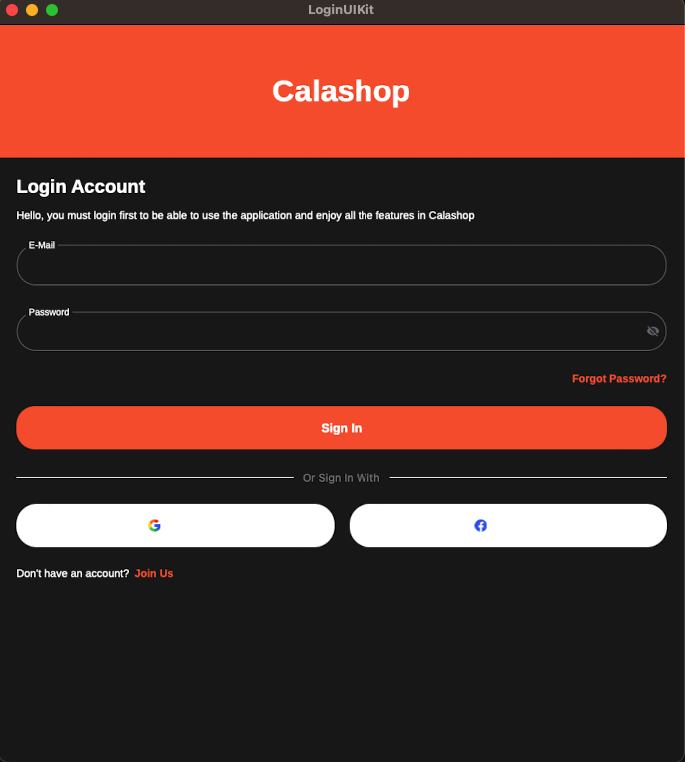 LoginUIKit
Calashop
Login Account
Hello, you must login first to be able to use the application and enjoy all the features in Calashop
E-Mail
Password
Forgot Password?
Sign In
Or Sign In With
Don't have an account? Join Us